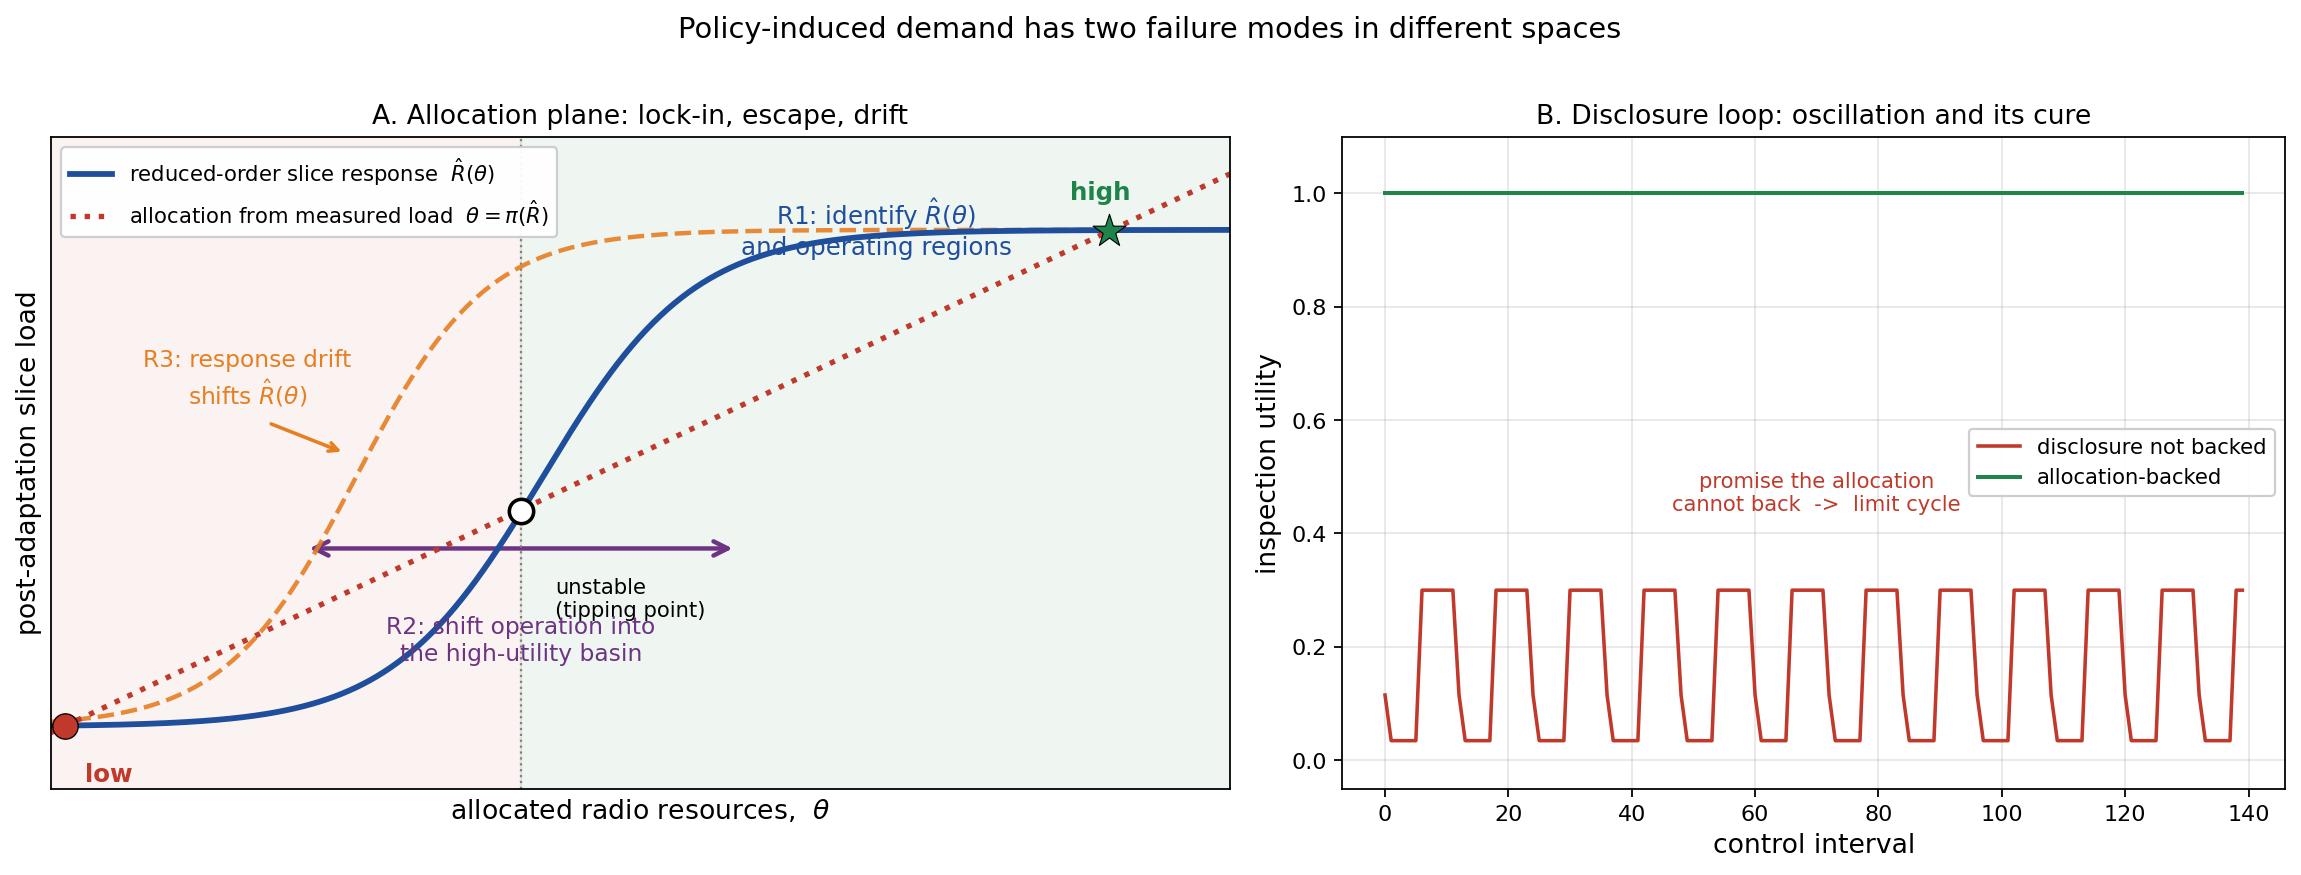 Policy-induced demand has two failure modes in different spaces
A. Allocation plane: lock-in, escape, drift
reduced-order slice response R̂(θ)
allocation from measured load θ = π(R̂)
high
R1: identify R̂(θ)
and operating regions
R3: response drift
shifts R̂(θ)
unstable
(tipping point)
R2: shift operation into
the high-utility basin
low
post-adaptation slice load
allocated radio resources, θ
B. Disclosure loop: oscillation and its cure
1.0
0.8
0.6
0.4
0.2
0.0
inspection utility
disclosure not backed
allocation-backed
promise the allocation
cannot back -> limit cycle
0 20 40 60 80 100 120 140
control interval